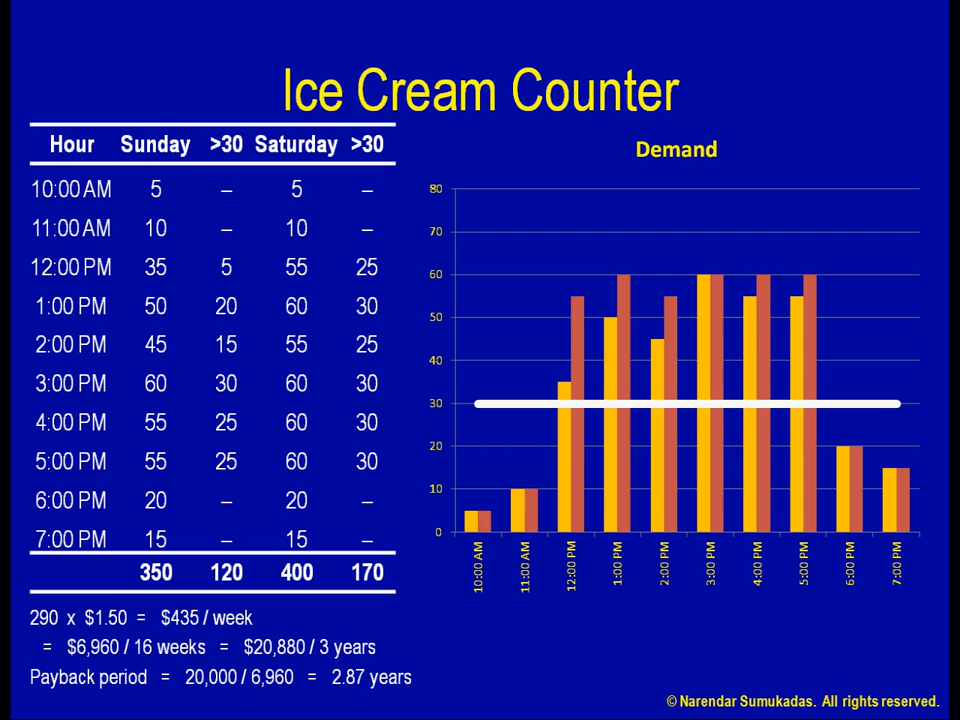 Ice Cream Counter
Hour Sunday >30 Saturday >30
10:00 AM 5 – 5 –
11:00 AM 10 – 10 –
12:00 PM 35 5 55 25
1:00 PM 50 20 60 30
2:00 PM 45 15 55 25
3:00 PM 60 30 60 30
4:00 PM 55 25 60 30
5:00 PM 55 25 60 30
6:00 PM 20 – 20 –
7:00 PM 15 – 15 –
350 120 400 170
290 x $1.50 = $435 / week
= $6,960 / 16 weeks = $20,880 / 3 years
Payback period = 20,000 / 6,960 = 2.87 years
Demand
80
70
60
50
40
30
20
10
0
10:00 AM
11:00 AM
12:00 PM
1:00 PM
2:00 PM
3:00 PM
4:00 PM
5:00 PM
6:00 PM
7:00 PM
© Narendar Sumukadas. All rights reserved.